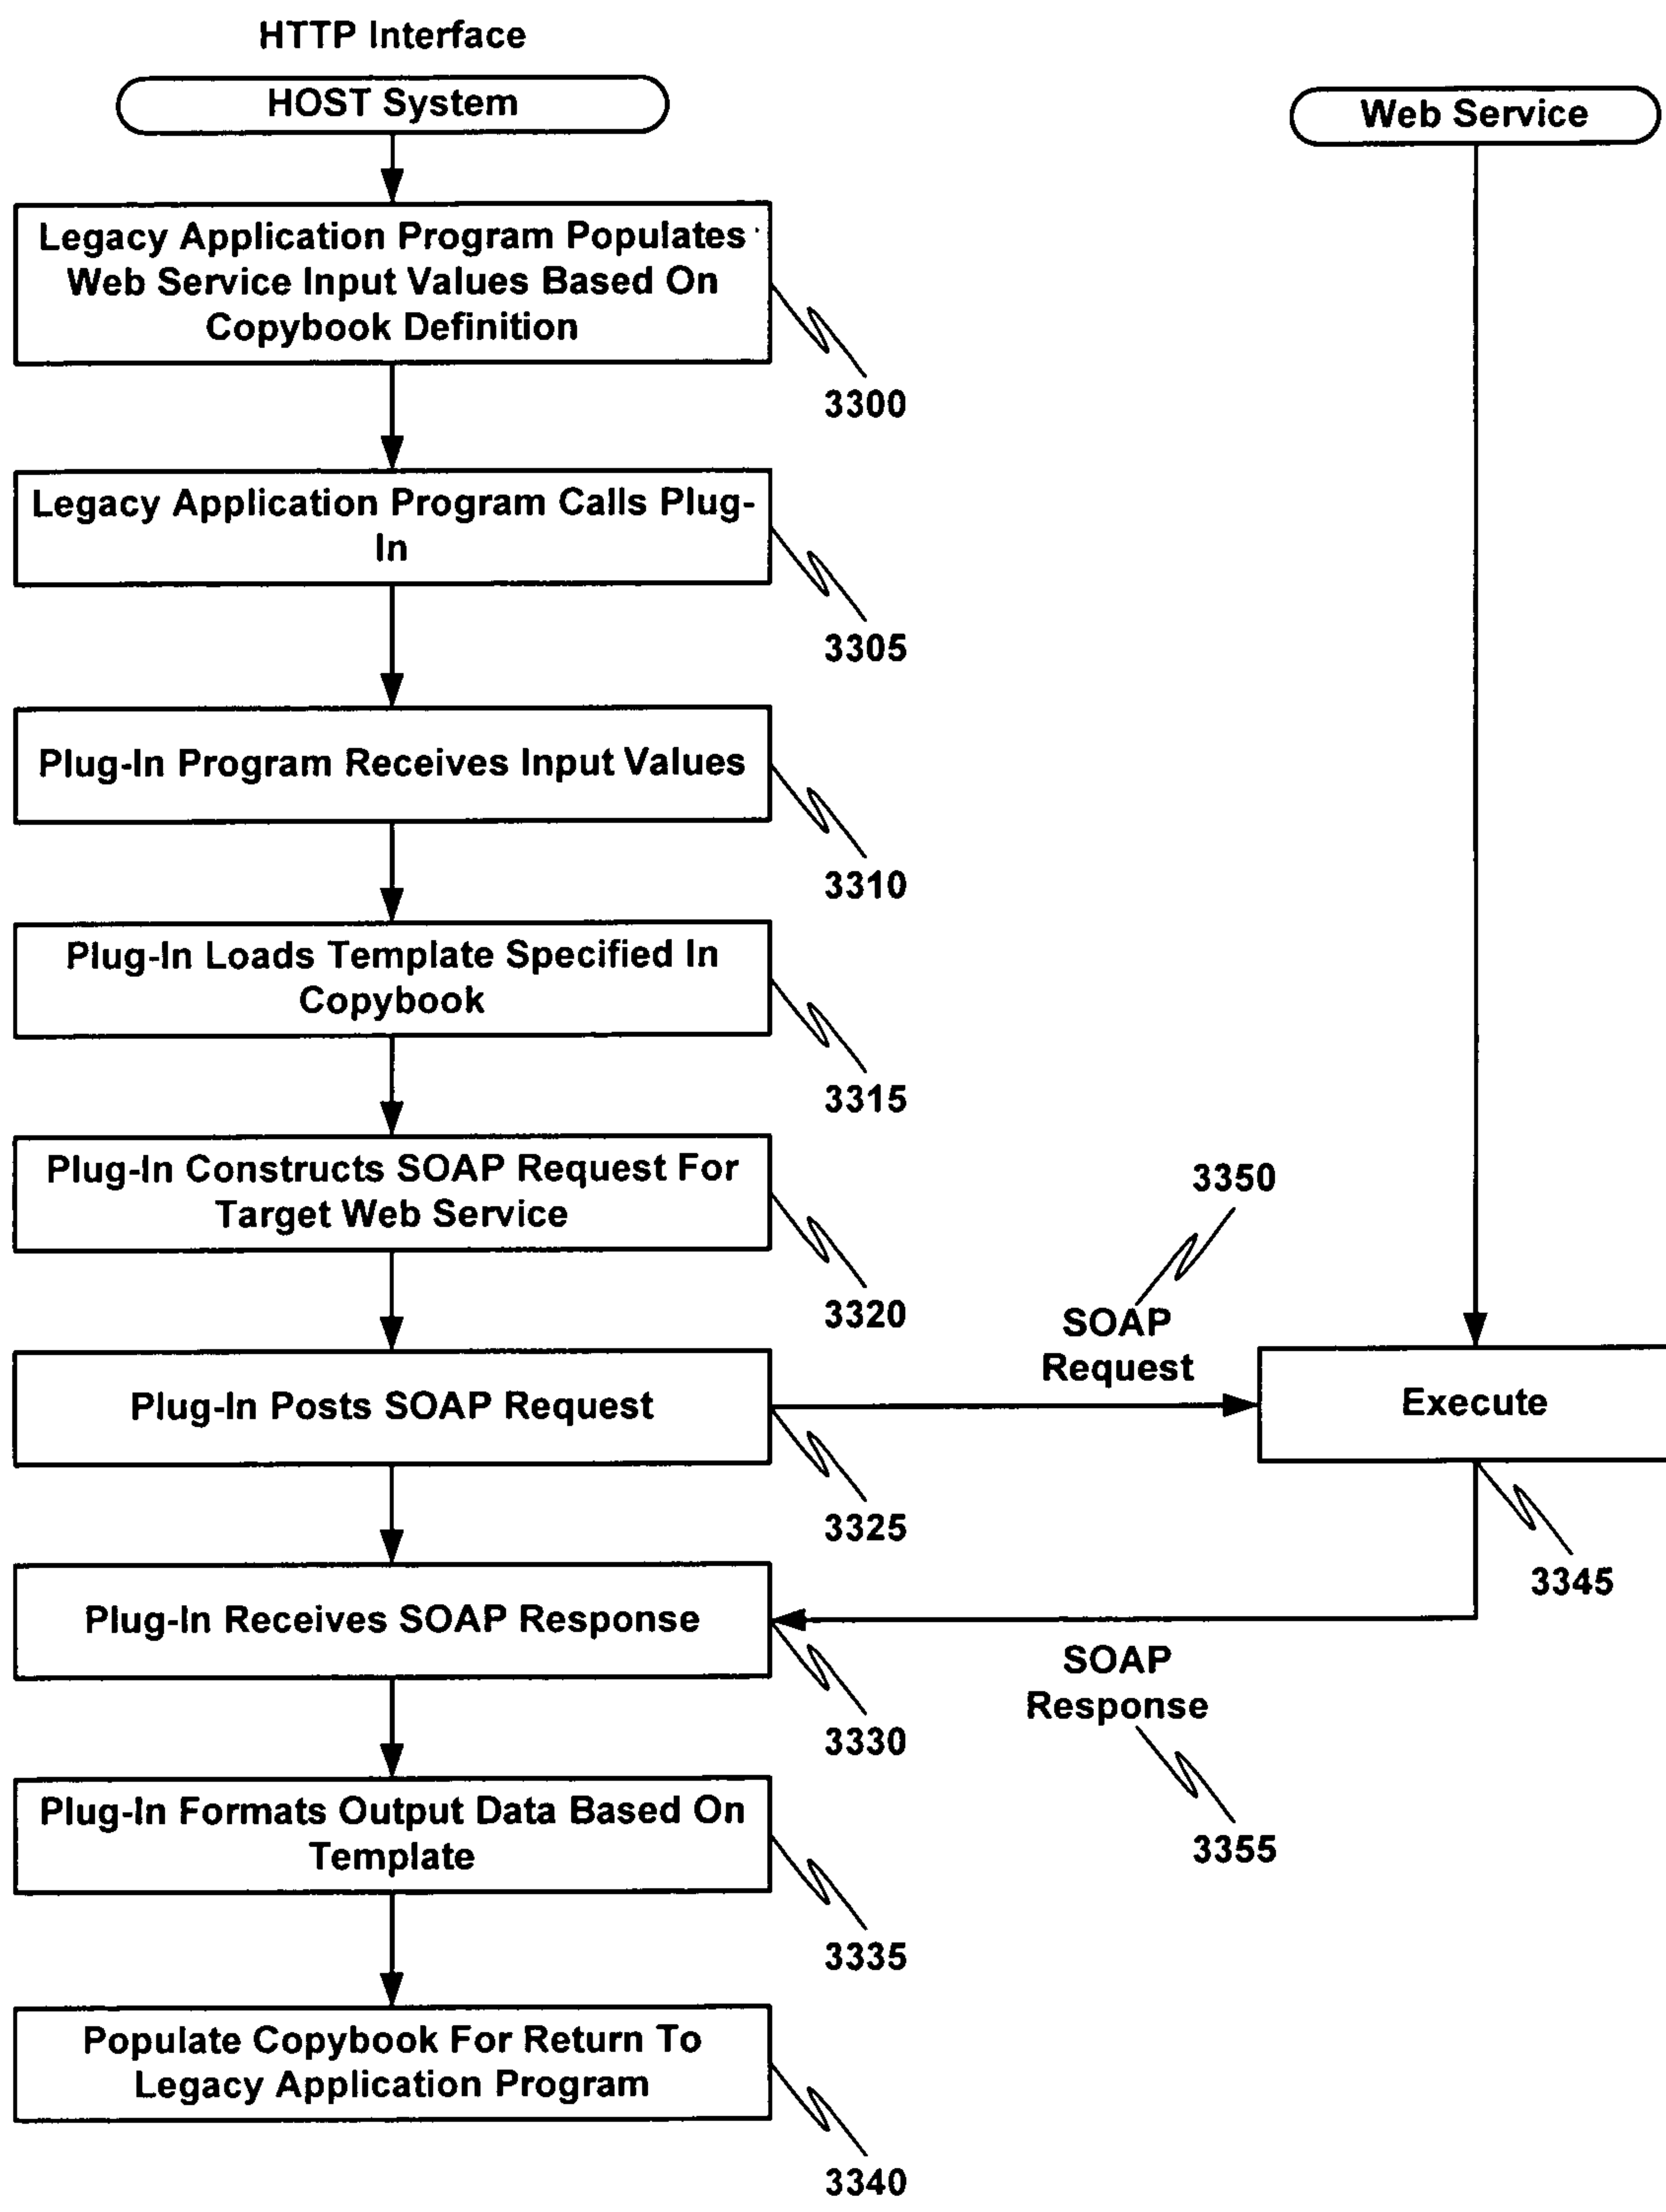 HTTP Interface
HOST System
Web Service
Legacy Application Program Populates
Web Service Input Values Based On
Copybook Definition
3300
Legacy Application Program Calls Plug-
In
3305
Plug-In Program Receives Input Values
3310
Plug-In Loads Template Specified In
Copybook
3315
Plug-In Constructs SOAP Request For
Target Web Service
3320
3350
SOAP
Request
Plug-In Posts SOAP Request
Execute
3325
3345
Plug-In Receives SOAP Response
3330
SOAP
Response
3355
Plug-In Formats Output Data Based On
Template
3335
Populate Copybook For Return To
Legacy Application Program
3340